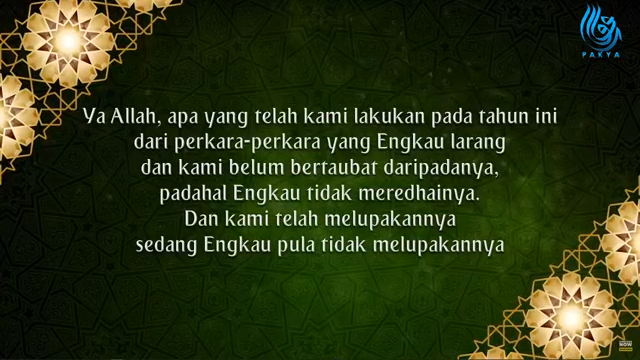 PAKYA
Ya Allah, apa yang telah kami lakukan pada tahun ini
dari perkara-perkara yang Engkau larang
dan kami belum bertaubat daripadanya,
padahal Engkau tidak meredhainya.
Dan kami telah melupakannya
sedang Engkau pula tidak melupakannya